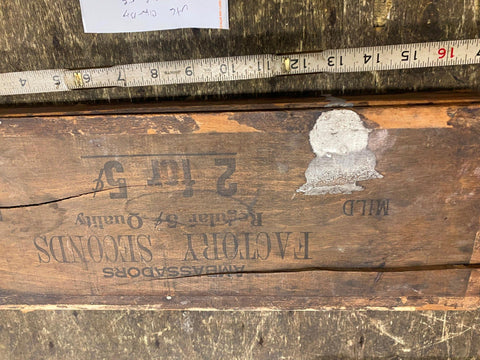 4 5 6 7 8 9 10 11 12 13 14 15 16
AMBASSADORS
FACTORY SECONDS
Regular 5¢ Quality
2 for 5¢
MILD